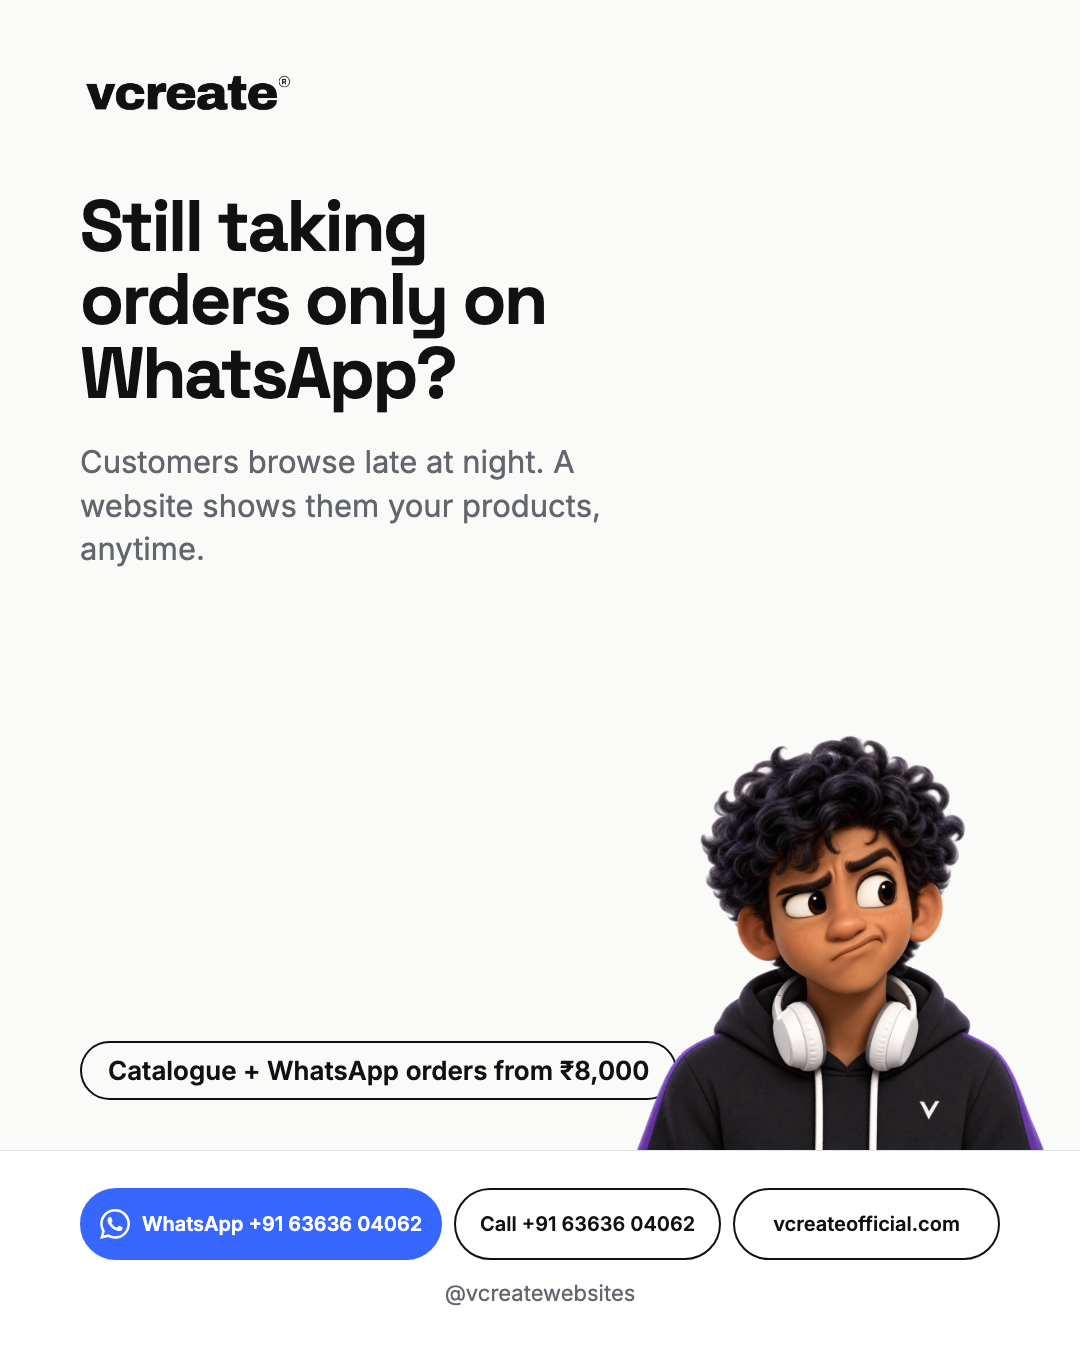 vcreate®
Still taking
orders only on
WhatsApp?
Customers browse late at night. A
website shows them your products,
anytime.
Catalogue + WhatsApp orders from ₹8,000
V
WhatsApp +91 63636 04062
Call +91 63636 04062
vcreateofficial.com
@vcreatewebsites